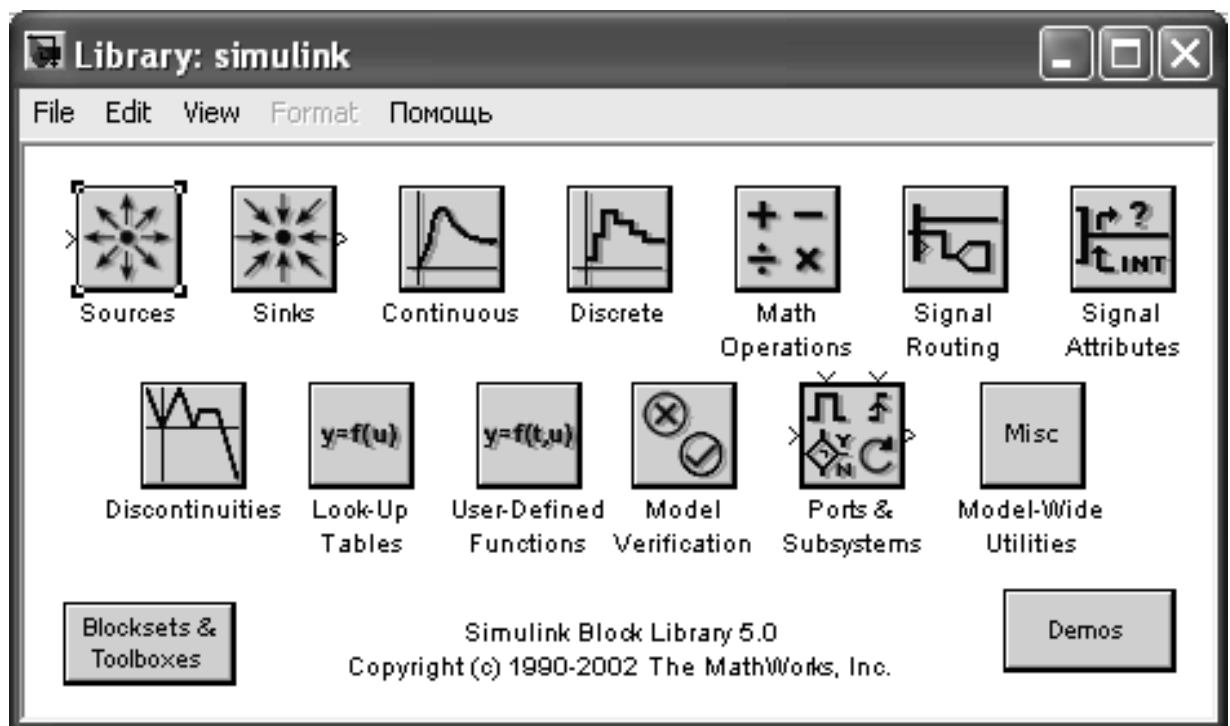 Library: simulink
File Edit View Format Помощь
? INT
Sources Sinks Continuous Discrete Math Operations Signal Routing Signal Attributes
y=f(u) y=f(t,u) Y N Misc
Discontinuities Look-Up Tables User-Defined Functions Model Verification Ports & Subsystems Model-Wide Utilities
Blocksets & Toolboxes
Simulink Block Library 5.0
Copyright (c) 1990-2002 The MathWorks, Inc.
Demos